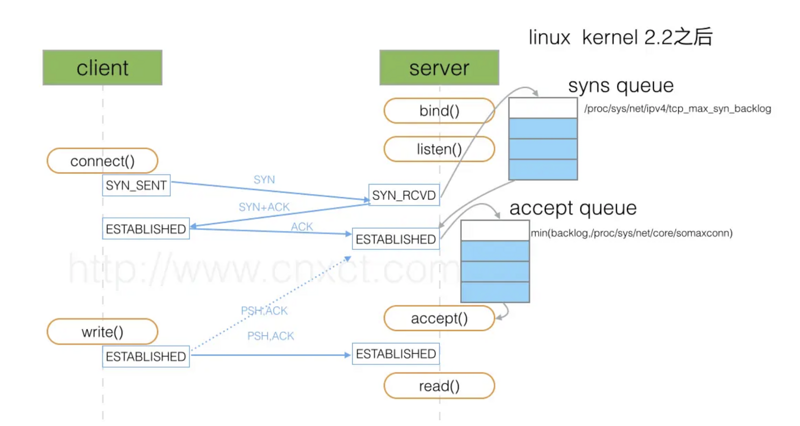 linux kernel 2.2之后
client
server
syns queue
/proc/sys/net/ipv4/tcp_max_syn_backlog
bind()
listen()
connect()
SYN_SENT
SYN
SYN_RCVD
SYN+ACK
accept queue
ESTABLISHED
ACK
ESTABLISHED
min(backlog,/proc/sys/net/core/somaxconn)
http://www.cnxct.com
PSH,ACK
accept()
write()
PSH,ACK
ESTABLISHED
ESTABLISHED
read()